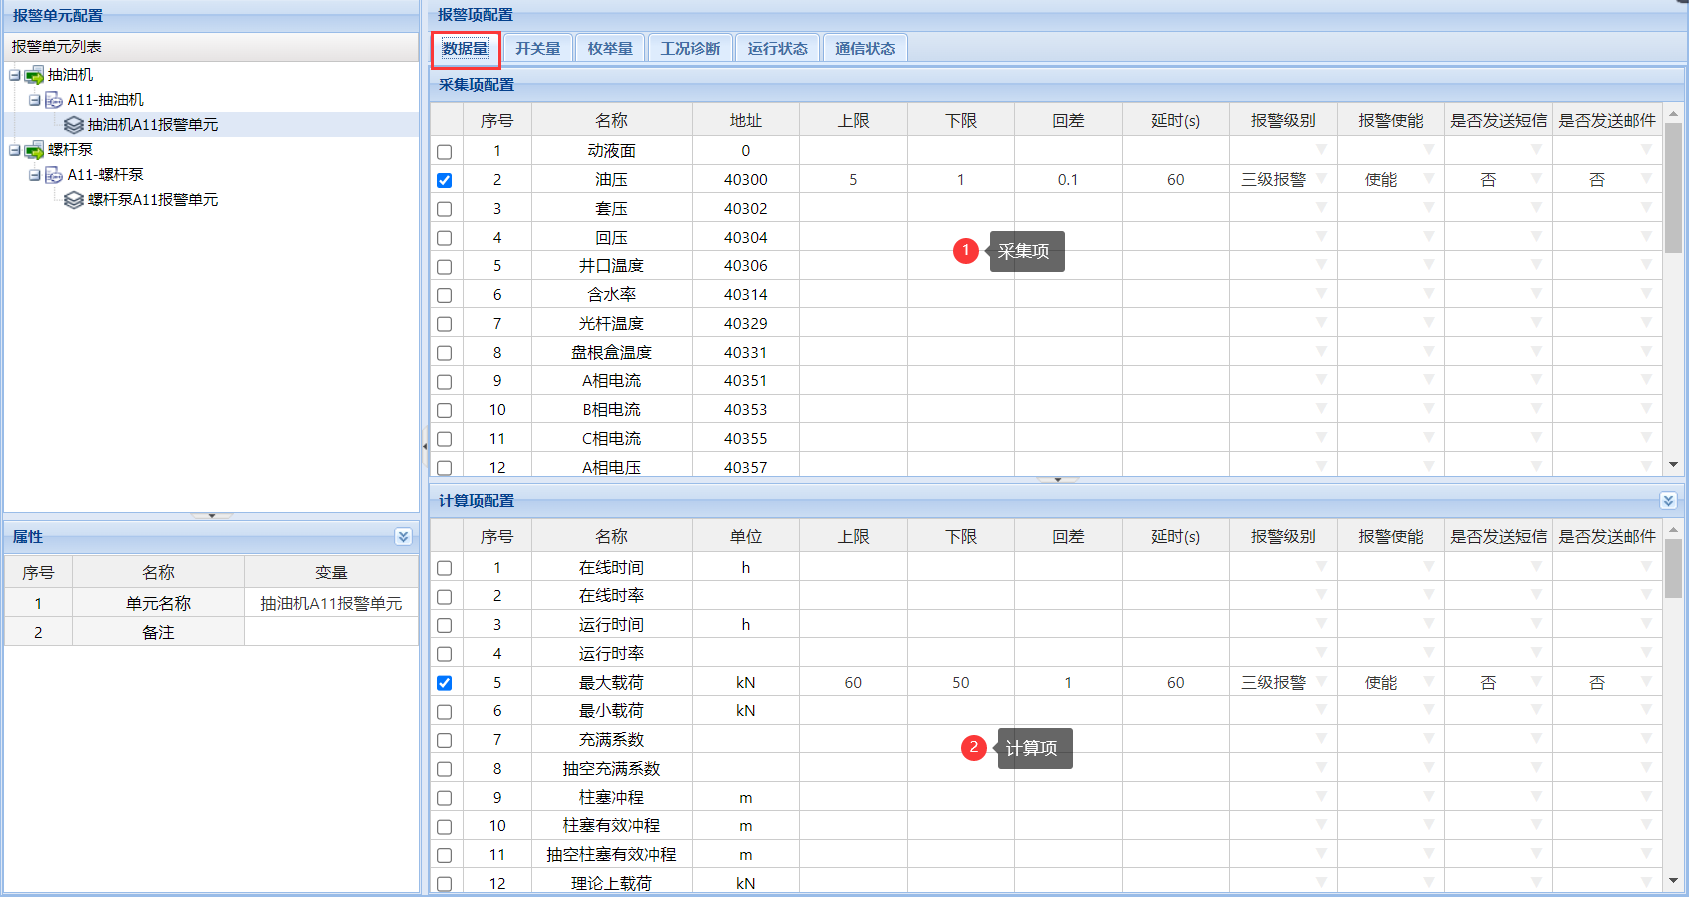 报警单元配置
报警单元列表
抽油机
A11-抽油机
抽油机A11报警单元
螺杆泵
A11-螺杆泵
螺杆泵A11报警单元
属性
序号 名称 变量
1 单元名称 抽油机A11报警单元
2 备注
报警项配置
数据量 开关量 枚举量 工况诊断 运行状态 通信状态
采集项配置
序号 名称 地址 上限 下限 回差 延时(s) 报警级别 报警使能 是否发送短信 是否发送邮件
1 动液面 0
2 油压 40300 5 1 0.1 60 三级报警 使能 否 否
3 套压 40302
4 回压 40304
1 采集项
5 井口温度 40306
6 含水率 40314
7 光杆温度 40329
8 盘根盒温度 40331
9 A相电流 40351
10 B相电流 40353
11 C相电流 40355
12 A相电压 40357
计算项配置
序号 名称 单位 上限 下限 回差 延时(s) 报警级别 报警使能 是否发送短信 是否发送邮件
1 在线时间 h
2 在线时率
3 运行时间 h
4 运行时率
5 最大载荷 kN 60 50 1 60 三级报警 使能 否 否
6 最小载荷 kN
7 充满系数
2 计算项
8 抽空充满系数
9 柱塞冲程 m
10 柱塞有效冲程 m
11 抽空柱塞有效冲程 m
12 理论上载荷 kN